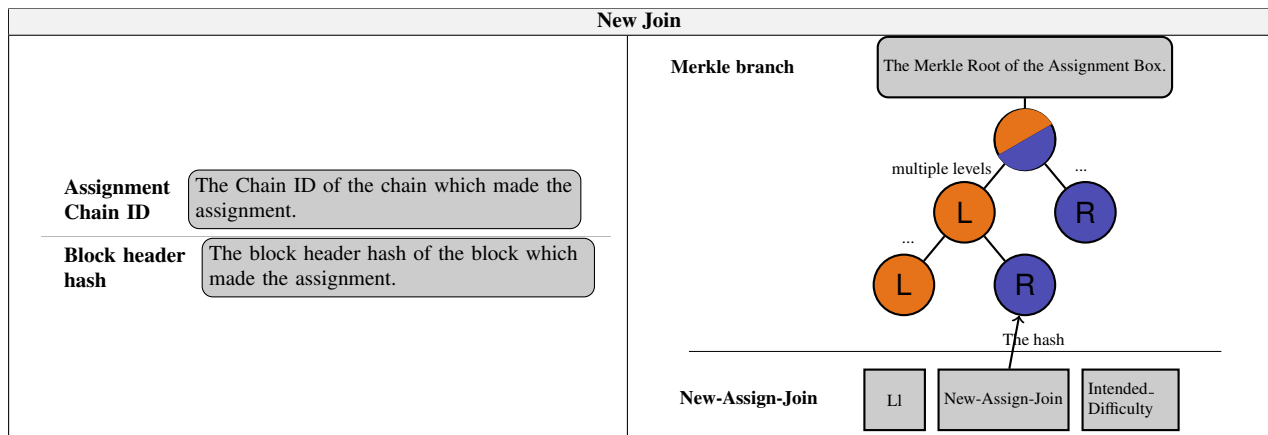 New Join
Assignment
Chain ID
The Chain ID of the chain which made the
assignment.
Block header
hash
The block header hash of the block which
made the assignment.
Merkle branch
The Merkle Root of the Assignment Box.
multiple levels
...
L
R
...
L
R
The hash
New-Assign-Join
Ll
New-Assign-Join
Intended_
Difficulty